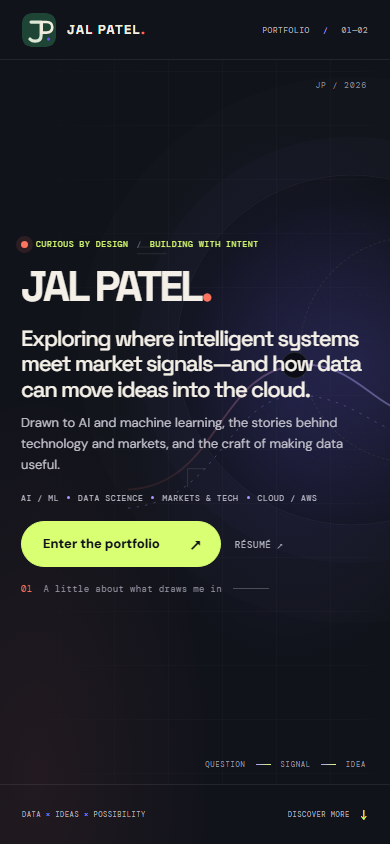 JP JAL PATEL.
PORTFOLIO / 01—02
JP / 2026
CURIOUS BY DESIGN / BUILDING WITH INTENT
JAL PATEL.
Exploring where intelligent systems
meet market signals—and how data
can move ideas into the cloud.
Drawn to AI and machine learning, the stories behind
technology and markets, and the craft of making data
useful.
AI / ML • DATA SCIENCE • MARKETS & TECH • CLOUD / AWS
Enter the portfolio ↗
RÉSUMÉ ↗
01 A little about what draws me in
QUESTION — SIGNAL — IDEA
DATA × IDEAS × POSSIBILITY
DISCOVER MORE ↓